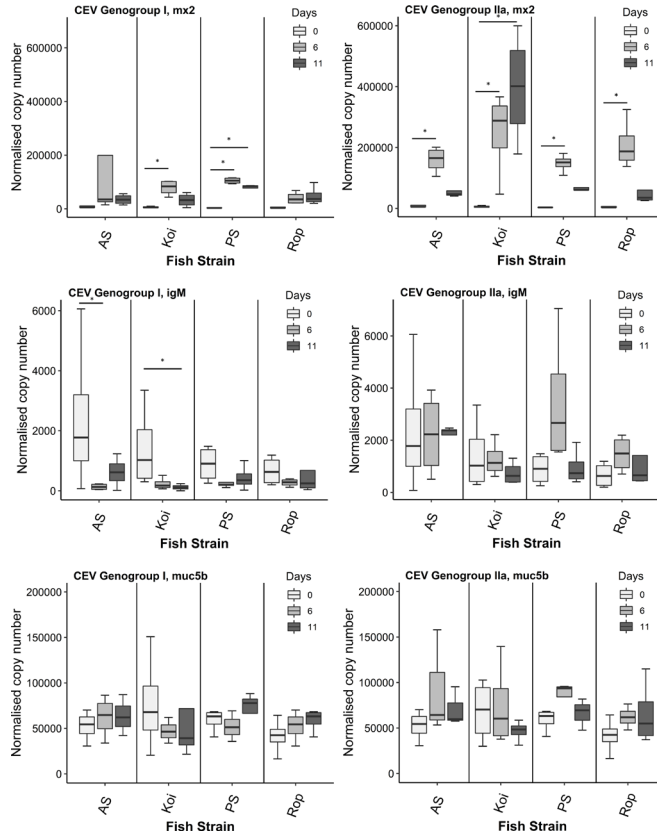 CEV Genogroup I, mx2
Days
0
6
11
Normalised copy number
600000
400000
200000
0
*
*
*
AS
Koi
PS
Rop
Fish Strain
CEV Genogroup IIa, mx2
Days
0
6
11
Normalised copy number
600000
400000
200000
0
*
*
*
*
*
AS
Koi
PS
Rop
Fish Strain
CEV Genogroup I, igM
Days
0
6
11
Normalised copy number
6000
4000
2000
0
*
*
AS
Koi
PS
Rop
Fish Strain
CEV Genogroup IIa, igM
Days
0
6
11
Normalised copy number
6000
4000
2000
0
AS
Koi
PS
Rop
Fish Strain
CEV Genogroup I, muc5b
Days
0
6
11
Normalised copy number
200000
150000
100000
50000
0
AS
Koi
PS
Rop
Fish Strain
CEV Genogroup IIa, muc5b
Days
0
6
11
Normalised copy number
200000
150000
100000
50000
0
AS
Koi
PS
Rop
Fish Strain